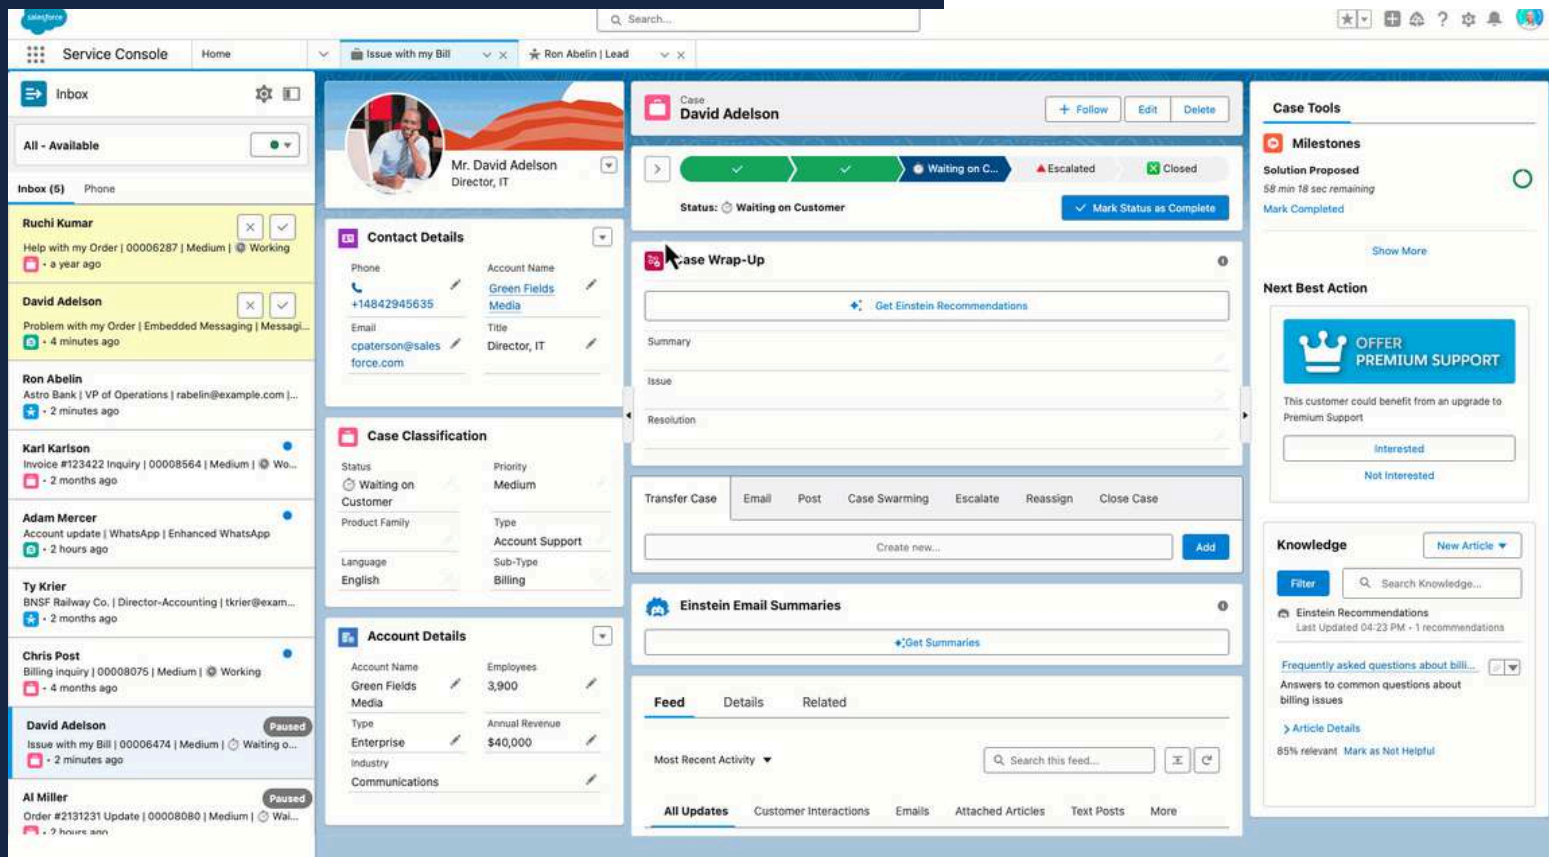 salesforce
Search...
Service Console
Home
Issue with my Bill
Ron Abelin | Lead
Inbox
All - Available
Inbox (5)
Phone
Ruchi Kumar
Help with my Order | 00006287 | Medium | Working
• a year ago
David Adelson
Problem with my Order | Embedded Messaging | Messagi...
• 4 minutes ago
Ron Abelin
Astro Bank | VP of Operations | rabelin@example.com |...
• 2 minutes ago
Karl Karlson
Invoice #123422 Inquiry | 00008564 | Medium | Wo...
• 2 months ago
Adam Mercer
Account update | WhatsApp | Enhanced WhatsApp
• 2 hours ago
Ty Krier
BNSF Railway Co. | Director-Accounting | tkrier@exam...
• 2 months ago
Chris Post
Billing inquiry | 00008075 | Medium | Working
• 4 months ago
David Adelson
Paused
Issue with my Bill | 00006474 | Medium | Waiting o...
• 2 minutes ago
Al Miller
Paused
Order #2131231 Update | 00008080 | Medium | Wai...
• 2 hours ago
Mr. David Adelson
Director, IT
Contact Details
Phone
+14842945635
Account Name
Green Fields
Media
Email
cpaterson@sales
force.com
Title
Director, IT
Case Classification
Status
Waiting on
Customer
Priority
Medium
Product Family
Type
Account Support
Language
English
Sub-Type
Billing
Account Details
Account Name
Green Fields
Media
Employees
3,900
Type
Enterprise
Annual Revenue
$40,000
Industry
Communications
Case
David Adelson
+ Follow
Edit
Delete
Waiting on C...
Escalated
Closed
Status: Waiting on Customer
Mark Status as Complete
Case Wrap-Up
Get Einstein Recommendations
Summary
Issue
Resolution
Transfer Case
Email
Post
Case Swarming
Escalate
Reassign
Close Case
Create new...
Add
Einstein Email Summaries
Get Summaries
Feed
Details
Related
Most Recent Activity
Search this feed...
All Updates
Customer Interactions
Emails
Attached Articles
Text Posts
More
Case Tools
Milestones
Solution Proposed
58 min 18 sec remaining
Mark Completed
Show More
Next Best Action
OFFER
PREMIUM SUPPORT
This customer could benefit from an upgrade to
Premium Support
Interested
Not Interested
Knowledge
New Article
Filter
Search Knowledge...
Einstein Recommendations
Last Updated 04:23 PM • 1 recommendations
Frequently asked questions about billi...
Answers to common questions about
billing issues
Article Details
85% relevant Mark as Not Helpful